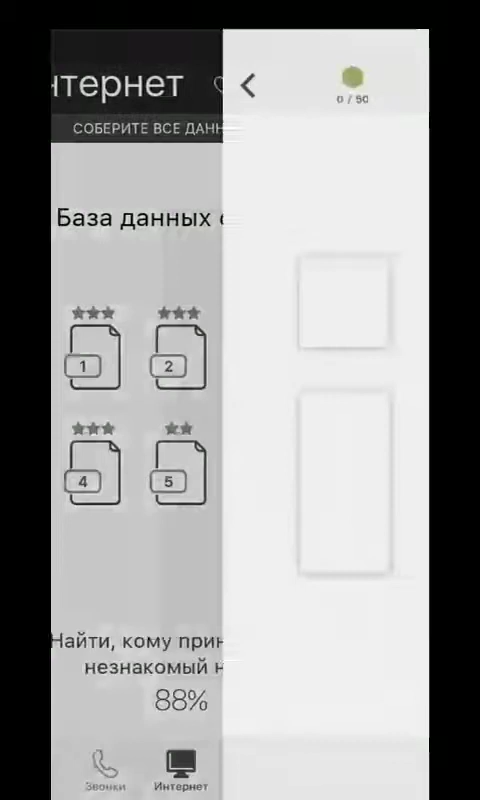 нтернет
0 / 50
СОБЕРИТЕ ВСЕ ДАНН
База данных
1
2
4
5
Найти, кому прин
незнакомый н
88%
Звонки
Интернет